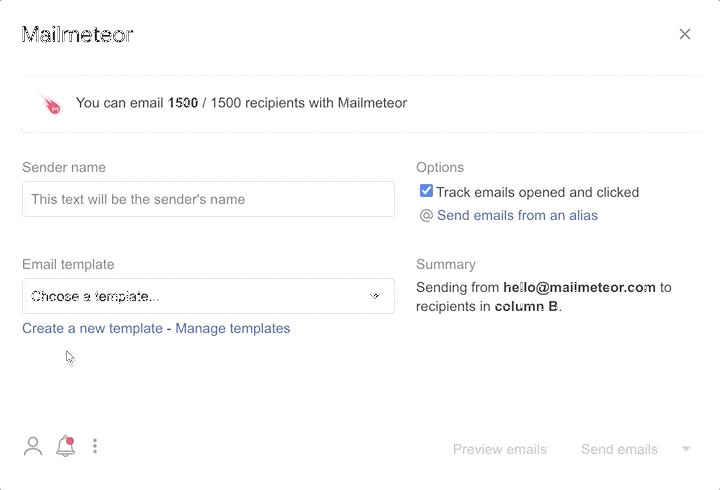 Mailmeteor
You can email 1500 / 1500 recipients with Mailmeteor
Sender name
This text will be the sender's name
Options
Track emails opened and clicked
Send emails from an alias
Email template
Choose a template...
Create a new template - Manage templates
Summary
Sending from hello@mailmeteor.com to
recipients in column B.
Preview emails
Send emails